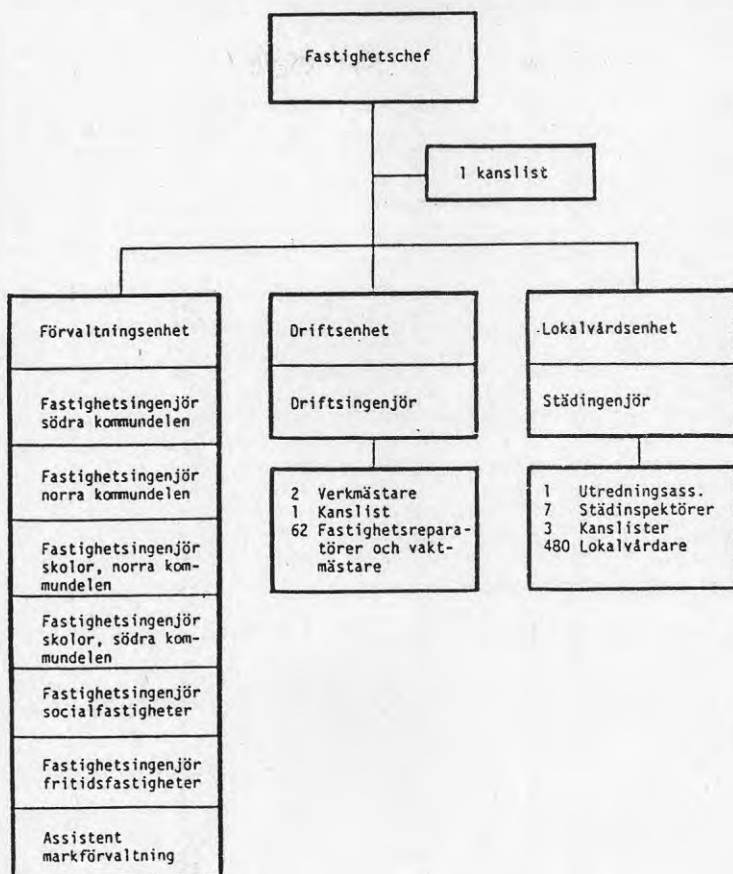 Fastighetschef
1 kanslist
Förvaltningsenhet
Fastighetsingenjör
södra kommundelen
Fastighetsingenjör
norra kommundelen
Fastighetsingenjör
skolor, norra kom-
mundelen
Fastighetsingenjör
skolor, södra kom-
mundelen
Fastighetsingenjör
socialfastigheter
Fastighetsingenjör
fritidsfastigheter
Assistent
markförvaltning
Driftsenhet
Driftsingenjör
2 Verkmästare
1 Kanslist
62 Fastighetsrepara-
törer och vakt-
mästare
Lokalvårdsenhet
Städingenjör
1 Utredningsass.
7 Städinspektörer
3 Kanslister
480 Lokalvårdare